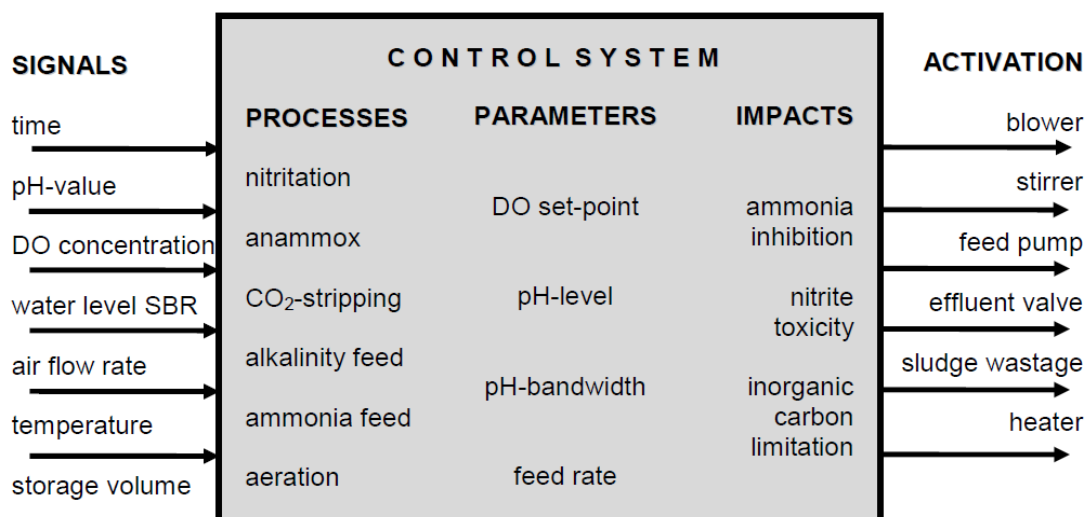 CONTROL SYSTEM
SIGNALS
time
pH-value
DO concentration
water level SBR
air flow rate
temperature
storage volume
PROCESSES
nitritation
anammox
CO₂-stripping
alkalinity feed
ammonia feed
aeration
PARAMETERS
DO set-point
pH-level
pH-bandwidth
feed rate
IMPACTS
ammonia
inhibition
nitrite
toxicity
inorganic
carbon
limitation
ACTIVATION
blower
stirrer
feed pump
effluent valve
sludge wastage
heater